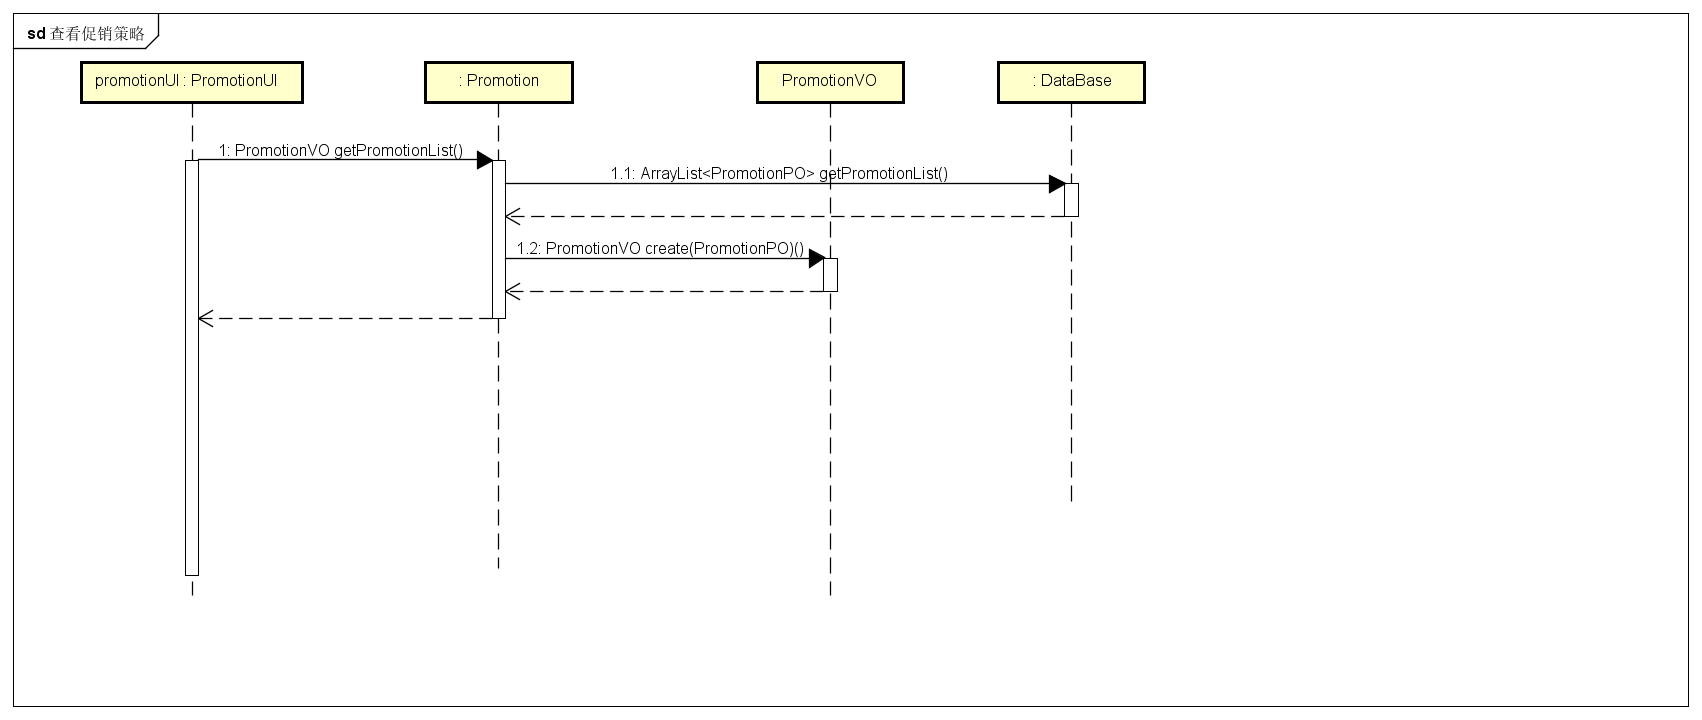 sd 查看促销策略
promotionUI : PromotionUI
: Promotion
PromotionVO
: DataBase
1: PromotionVO getPromotionList()
1.1: ArrayList<PromotionPO> getPromotionList()
1.2: PromotionVO create(PromotionPO)()